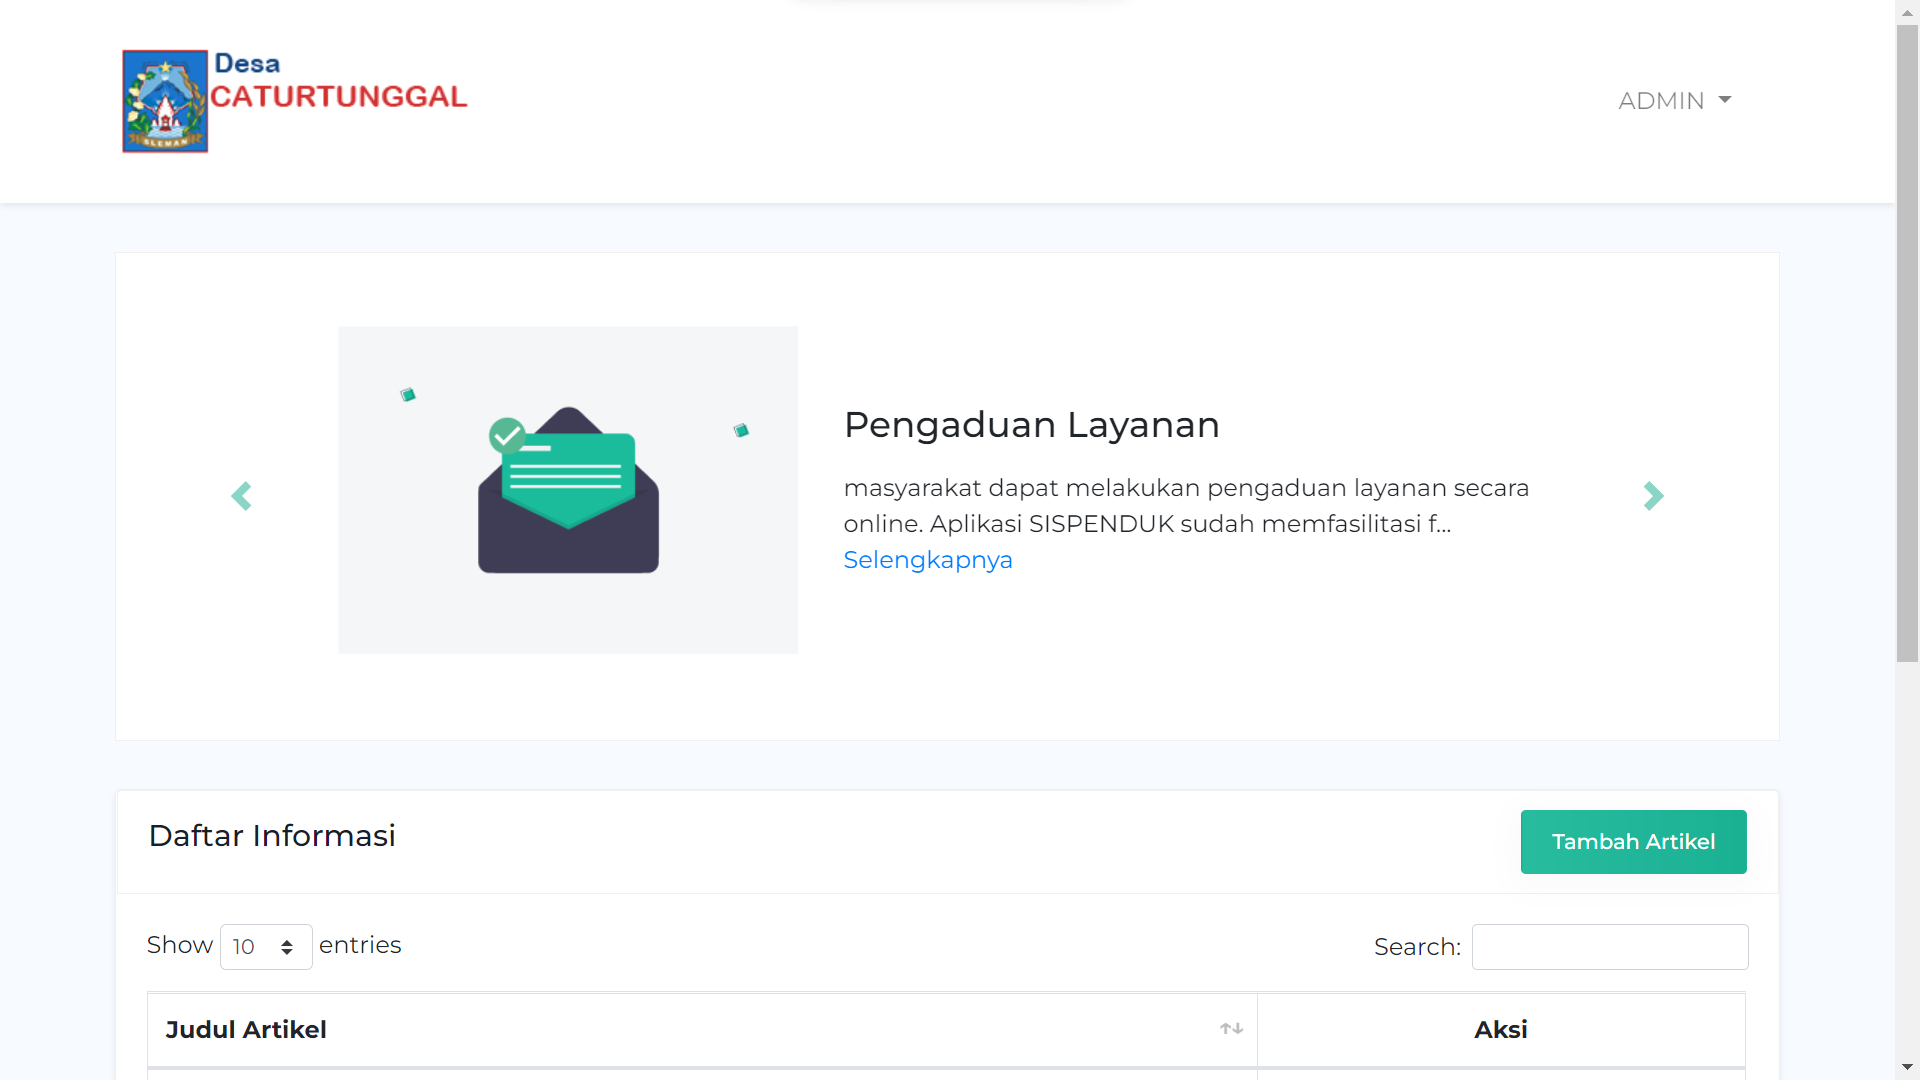 Desa
CATURTUNGGAL
SLEMAN
ADMIN
Pengaduan Layanan
masyarakat dapat melakukan pengaduan layanan secara
online. Aplikasi SISPENDUK sudah memfasilitasi f...
Selengkapnya
Daftar Informasi
Tambah Artikel
Show 10 entries
Search:
Judul Artikel
Aksi